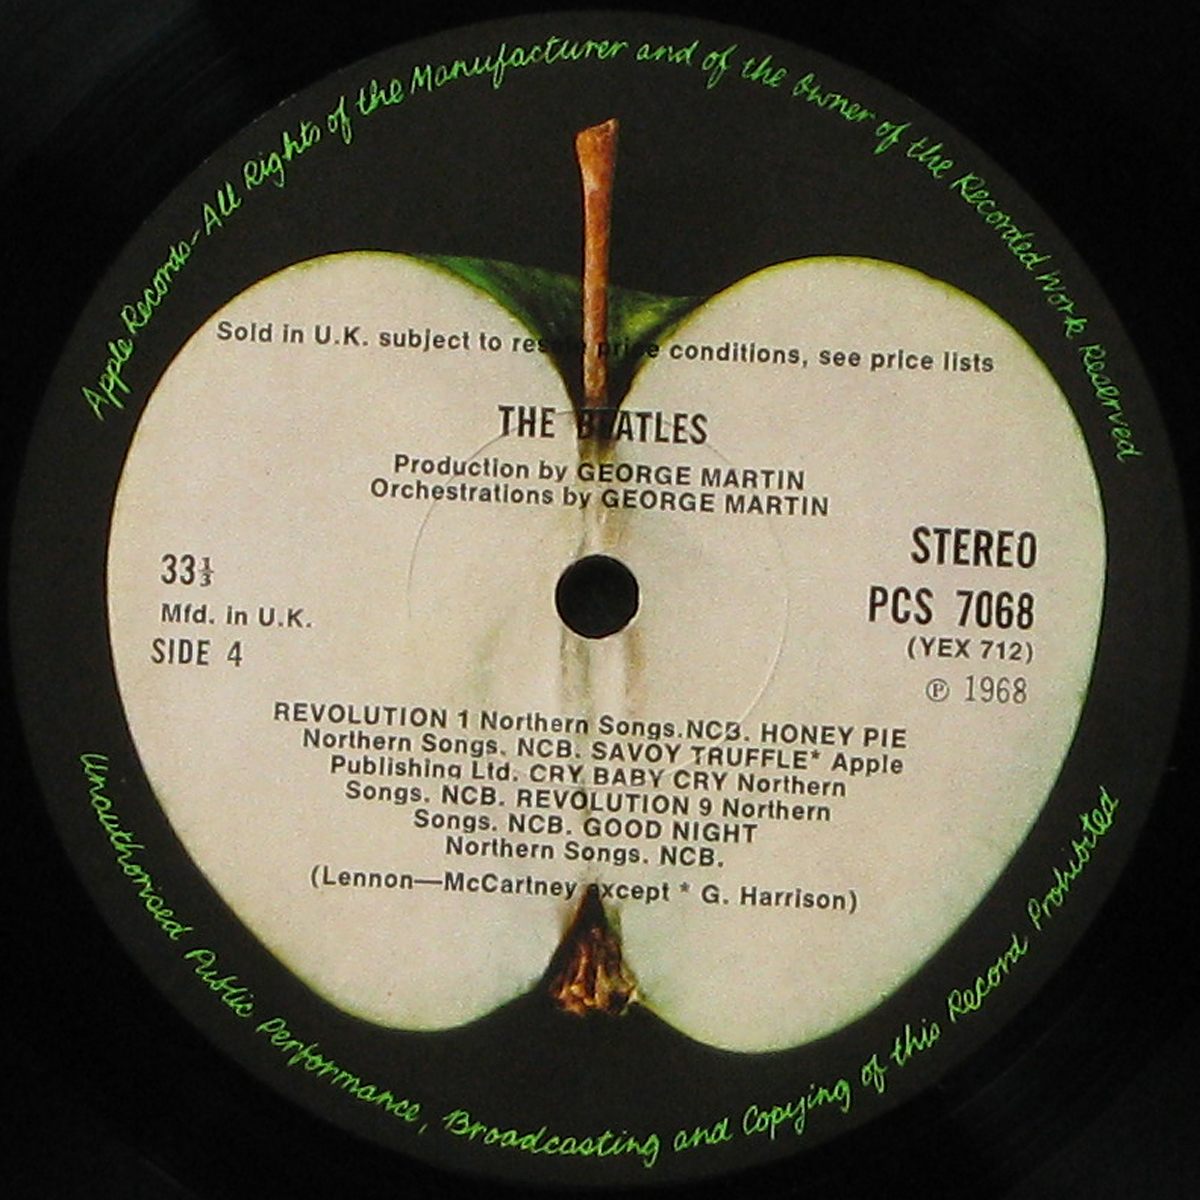 Apple Records - All Rights of the Manufacturer and of the Owner of the Recorded Work Reserved
Sold in U.K. subject to resale price conditions, see price lists
THE BEATLES
Production by GEORGE MARTIN
Orchestrations by GEORGE MARTIN
STEREO
33⅓
PCS 7068
Mfd. in U.K.
(YEX 712)
SIDE 4
℗ 1968
REVOLUTION 1 Northern Songs.NCB. HONEY PIE
Northern Songs. NCB. SAVOY TRUFFLE* Apple
Publishing Ltd. CRY BABY CRY Northern
Songs. NCB. REVOLUTION 9 Northern
Songs. NCB. GOOD NIGHT
Northern Songs. NCB.
(Lennon—McCartney except * G. Harrison)
Unauthorised Public Performance, Broadcasting and Copying of this Record Prohibited